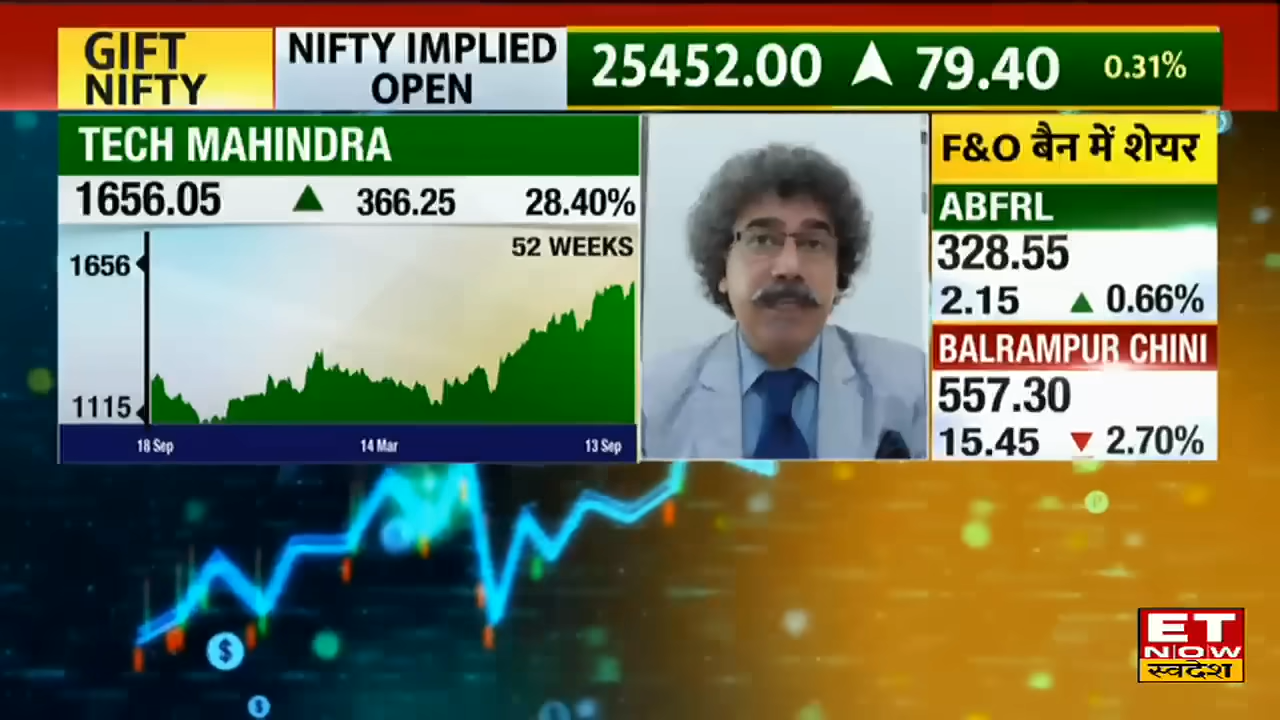 GIFT
NIFTY
NIFTY IMPLIED
OPEN
25452.00 ▲ 79.40 0.31%
TECH MAHINDRA
1656.05 ▲ 366.25 28.40%
52 WEEKS
1656
1115
18 Sep 14 Mar 13 Sep
F&O बैन में शेयर
ABFRL
328.55
2.15 ▲ 0.66%
BALRAMPUR CHINI
557.30
15.45 ▼ 2.70%
$
ET
NOW
स्वदेश